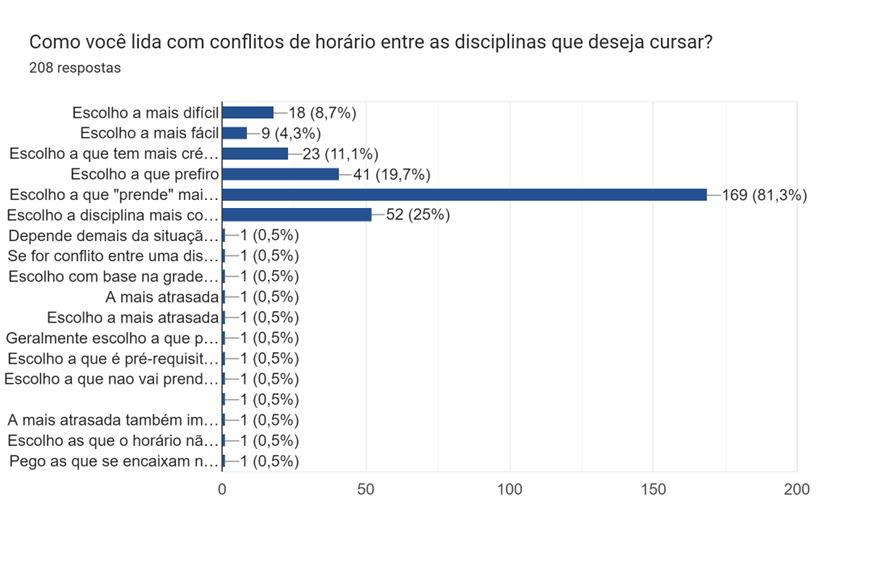 Como você lida com conflitos de horário entre as disciplinas que deseja cursar?
208 respostas
Escolho a mais difícil 18 (8,7%)
Escolho a mais fácil 9 (4,3%)
Escolho a que tem mais cré… 23 (11,1%)
Escolho a que prefiro 41 (19,7%)
Escolho a que "prende" mai… 169 (81,3%)
Escolho a disciplina mais co… 52 (25%)
Depende demais da situaçã… 1 (0,5%)
Se for conflito entre uma dis… 1 (0,5%)
Escolho com base na grade… 1 (0,5%)
A mais atrasada 1 (0,5%)
Escolho a mais atrasada 1 (0,5%)
Geralmente escolho a que p… 1 (0,5%)
Escolho a que é pré-requisit… 1 (0,5%)
Escolho a que nao vai prend… 1 (0,5%)
1 (0,5%)
A mais atrasada também im… 1 (0,5%)
Escolho as que o horário nã… 1 (0,5%)
Pego as que se encaixam n… 1 (0,5%)
0 50 100 150 200